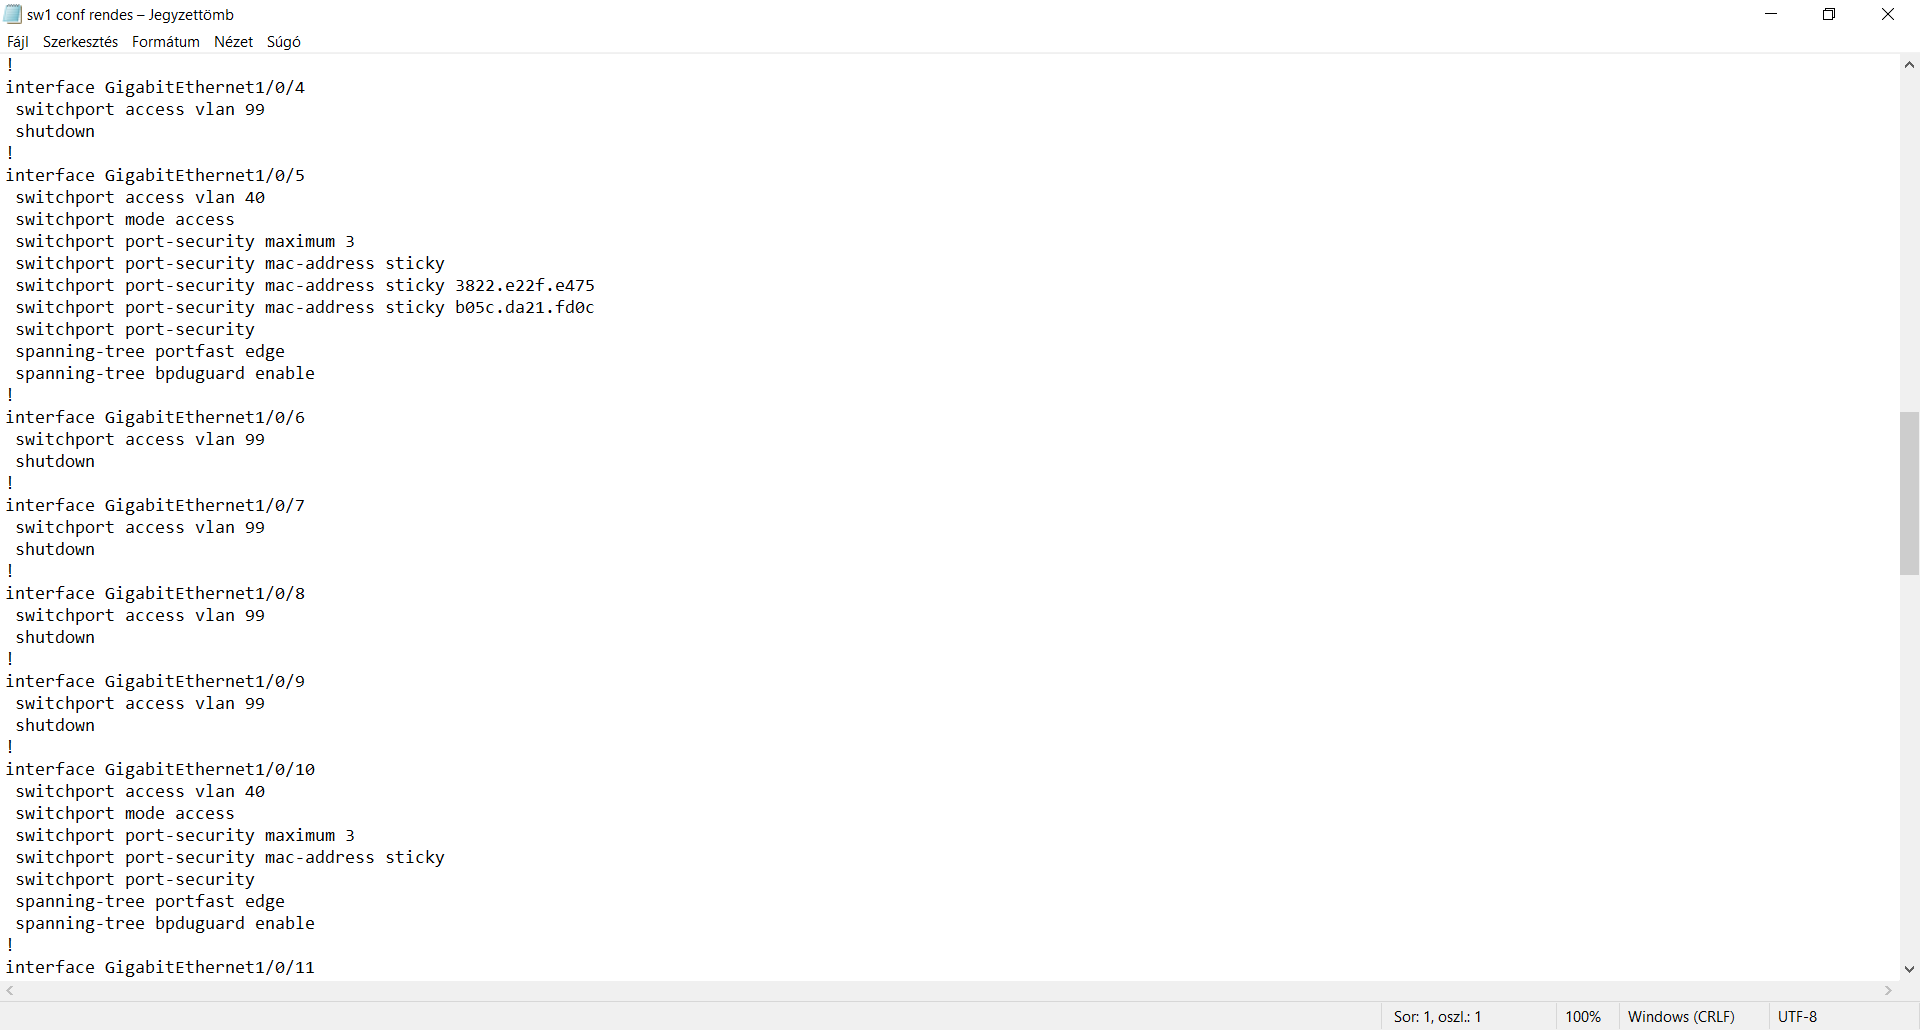 sw1 conf rendes – Jegyzettömb
Fájl Szerkesztés Formátum Nézet Súgó
!
interface GigabitEthernet1/0/4
 switchport access vlan 99
 shutdown
!
interface GigabitEthernet1/0/5
 switchport access vlan 40
 switchport mode access
 switchport port-security maximum 3
 switchport port-security mac-address sticky
 switchport port-security mac-address sticky 3822.e22f.e475
 switchport port-security mac-address sticky b05c.da21.fd0c
 switchport port-security
 spanning-tree portfast edge
 spanning-tree bpduguard enable
!
interface GigabitEthernet1/0/6
 switchport access vlan 99
 shutdown
!
interface GigabitEthernet1/0/7
 switchport access vlan 99
 shutdown
!
interface GigabitEthernet1/0/8
 switchport access vlan 99
 shutdown
!
interface GigabitEthernet1/0/9
 switchport access vlan 99
 shutdown
!
interface GigabitEthernet1/0/10
 switchport access vlan 40
 switchport mode access
 switchport port-security maximum 3
 switchport port-security mac-address sticky
 switchport port-security
 spanning-tree portfast edge
 spanning-tree bpduguard enable
!
interface GigabitEthernet1/0/11
Sor: 1, oszl.: 1 100% Windows (CRLF) UTF-8